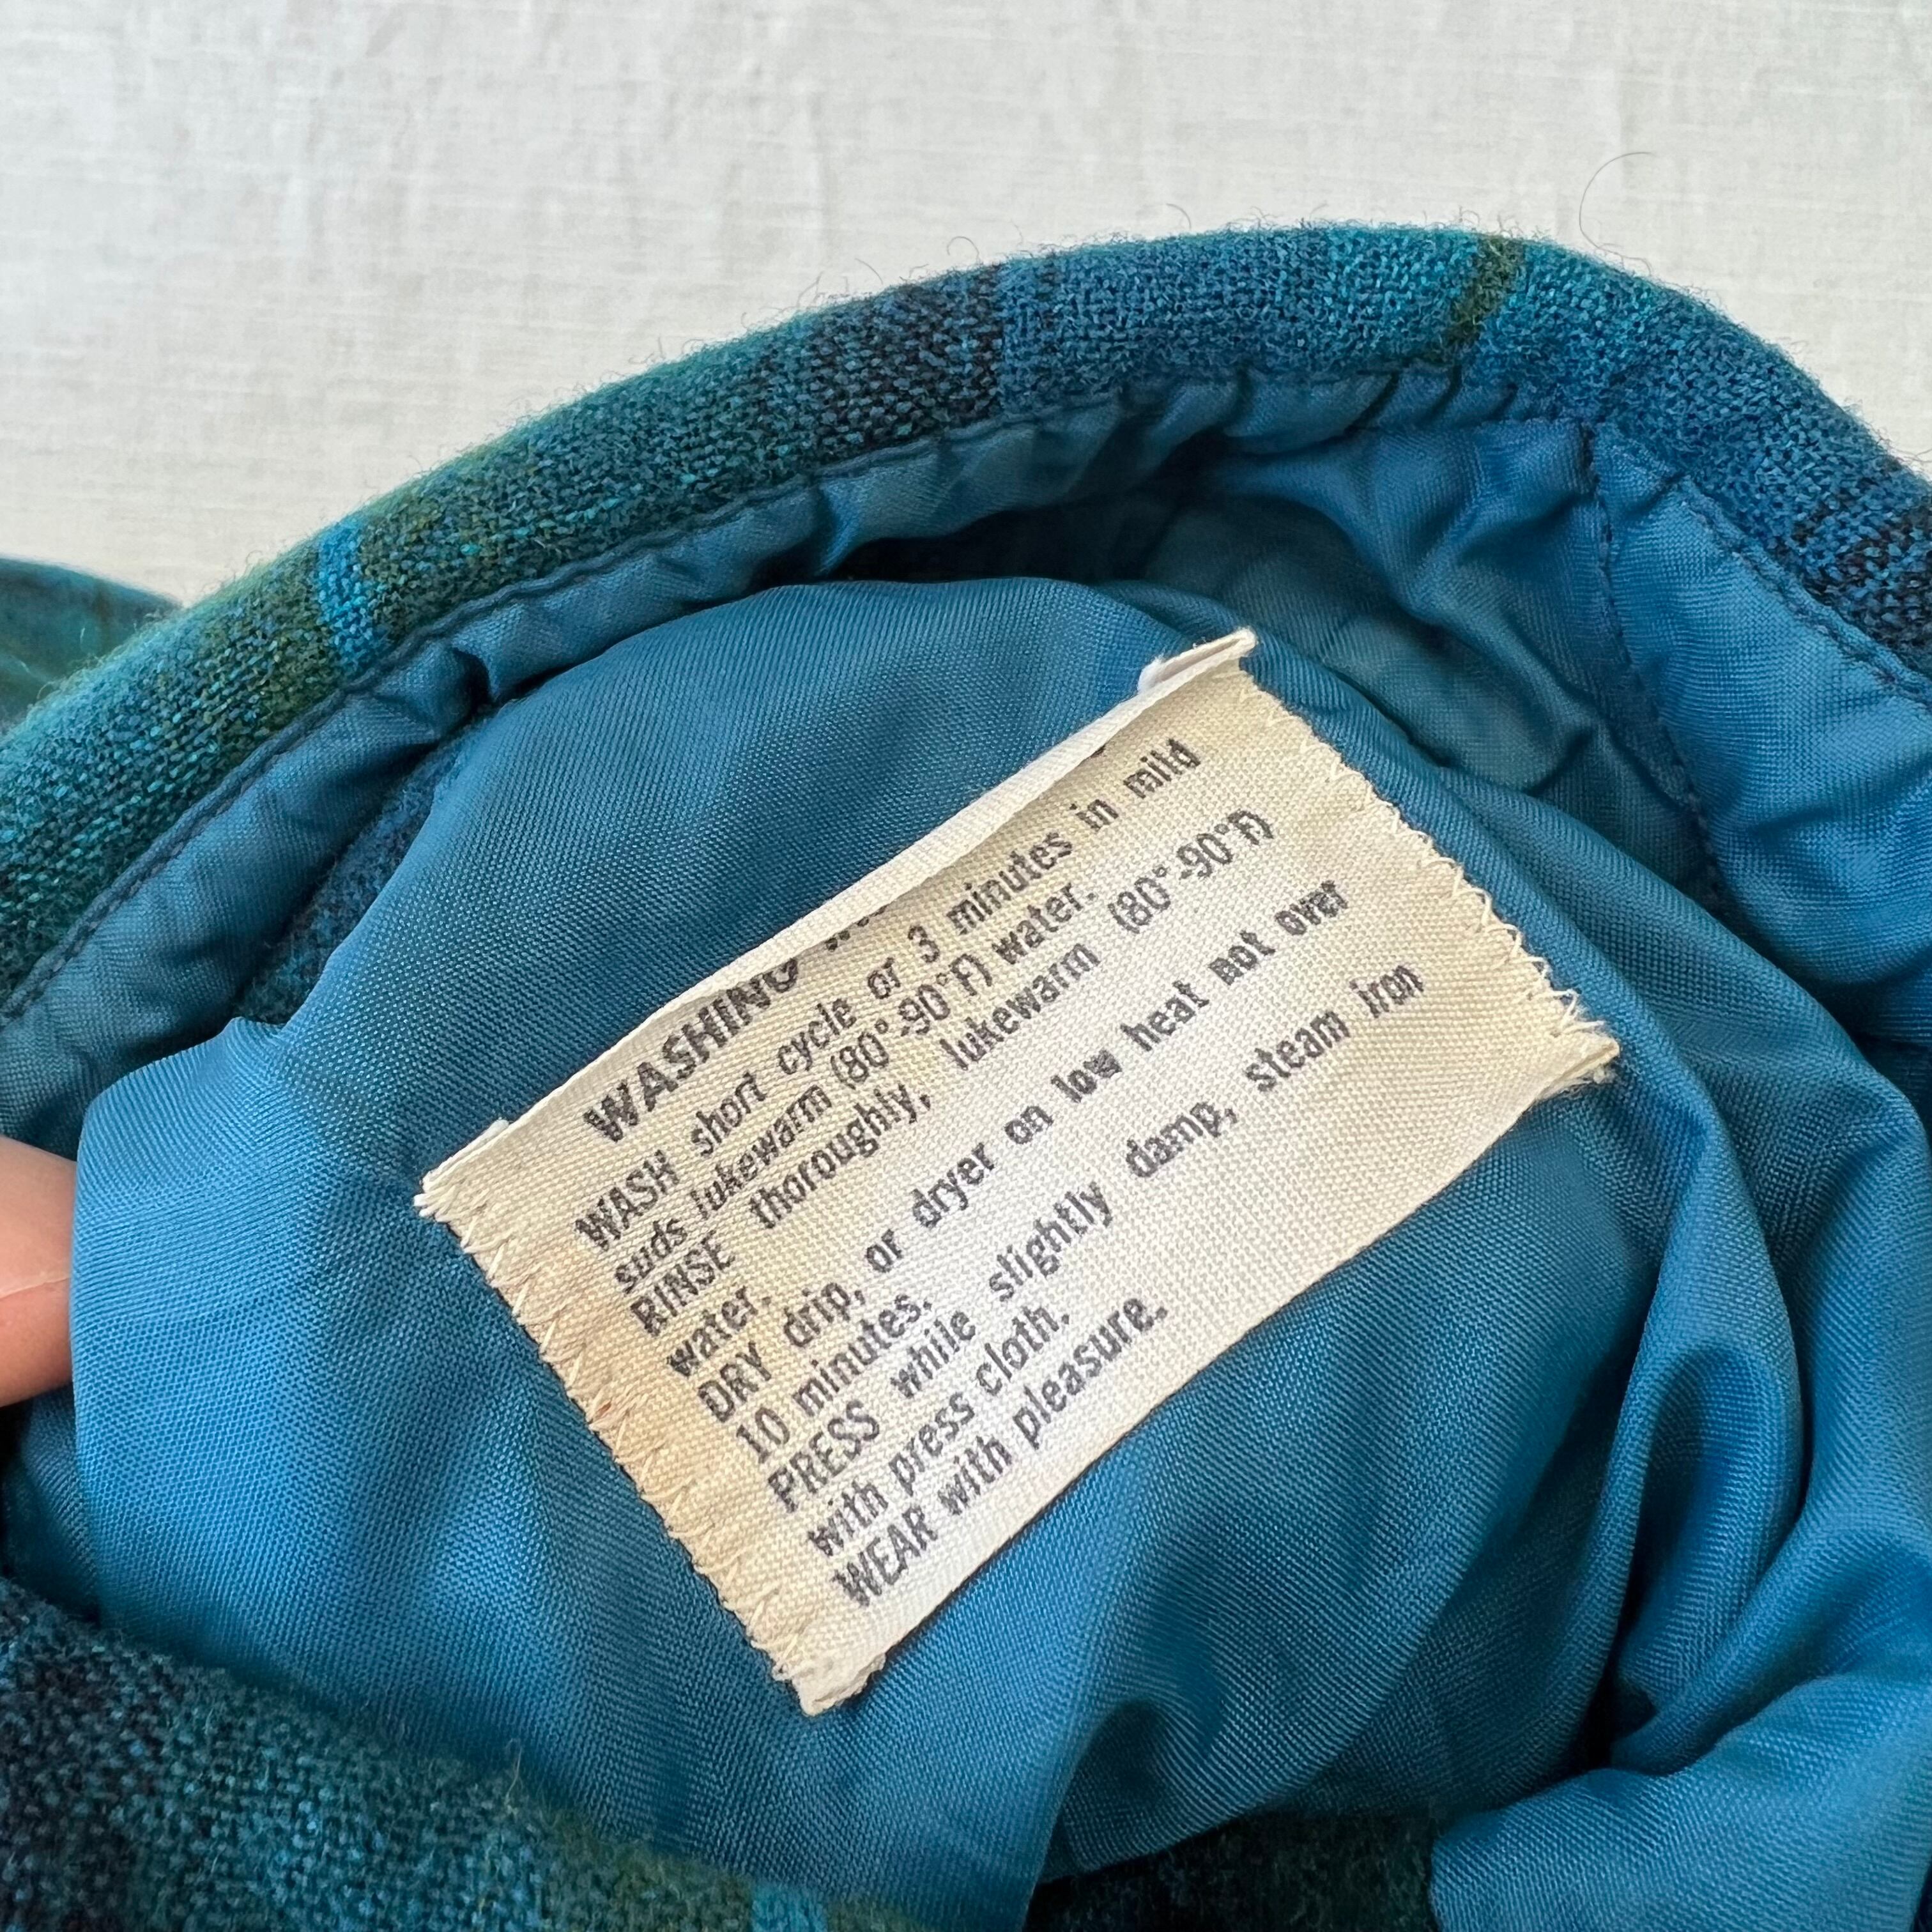 WASHING
WASH short cycle or 3 minutes in mild
suds lukewarm (80°-90°F) water.
RINSE thoroughly, lukewarm (80°-90°F)
water.
DRY drip, or dryer on low heat not over
10 minutes.
PRESS while slightly damp, steam iron
with press cloth.
WEAR with pleasure.